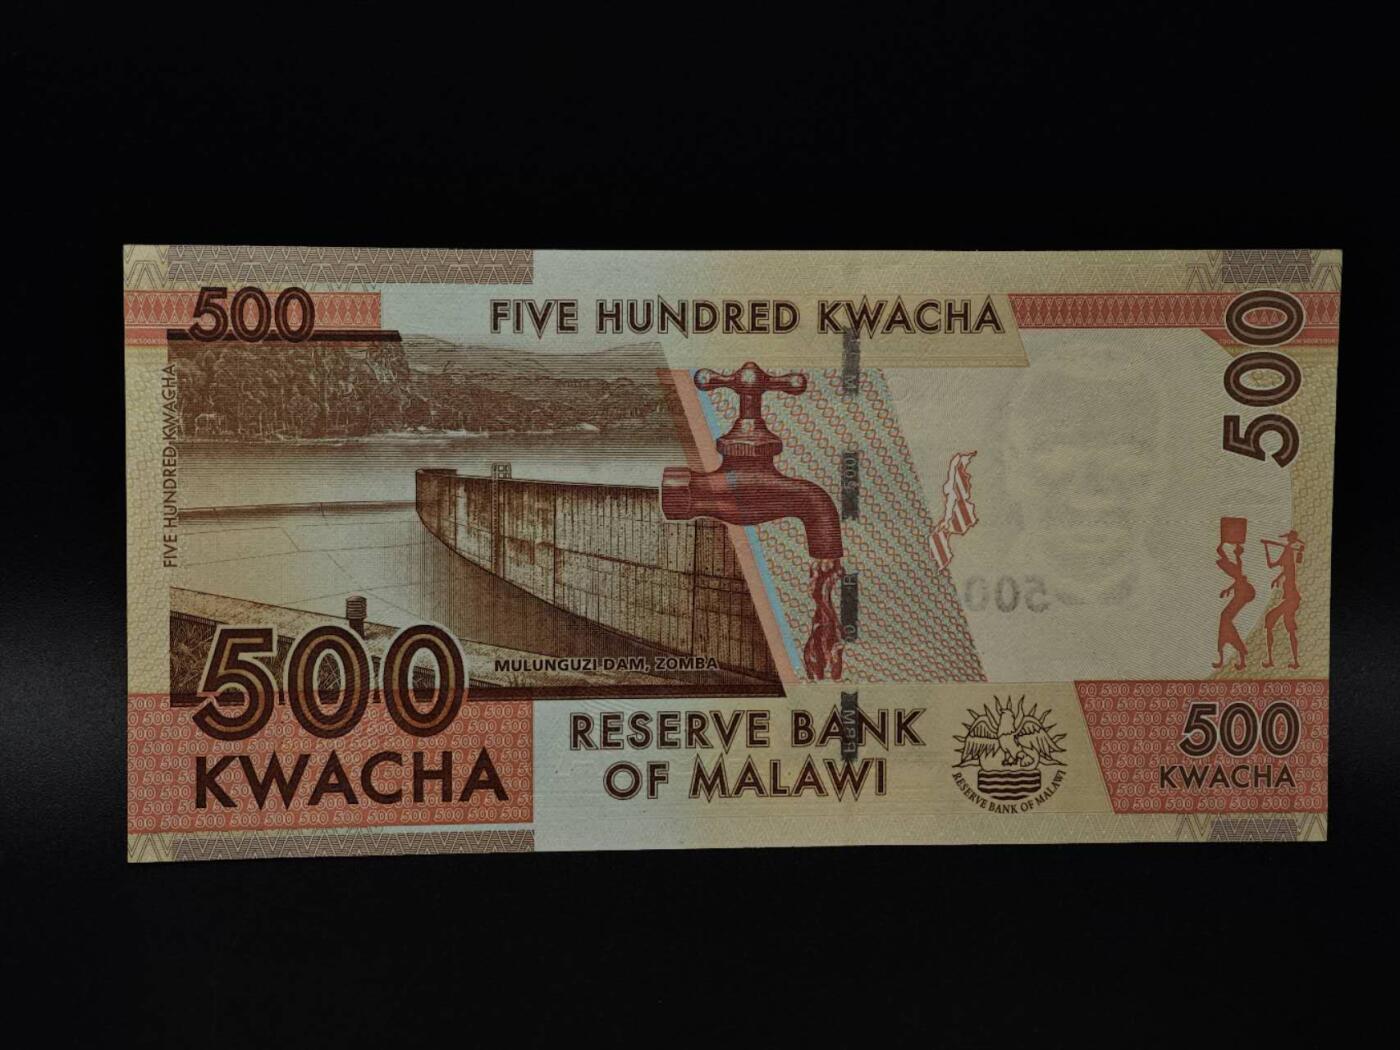 500
FIVE HUNDRED KWACHA
500
FIVE HUNDRED KWACHA
500
MULUNGUZI DAM, ZOMBA
500
KWACHA
RESERVE BANK
OF MALAWI
RESERVE BANK OF MALAWI
500
KWACHA